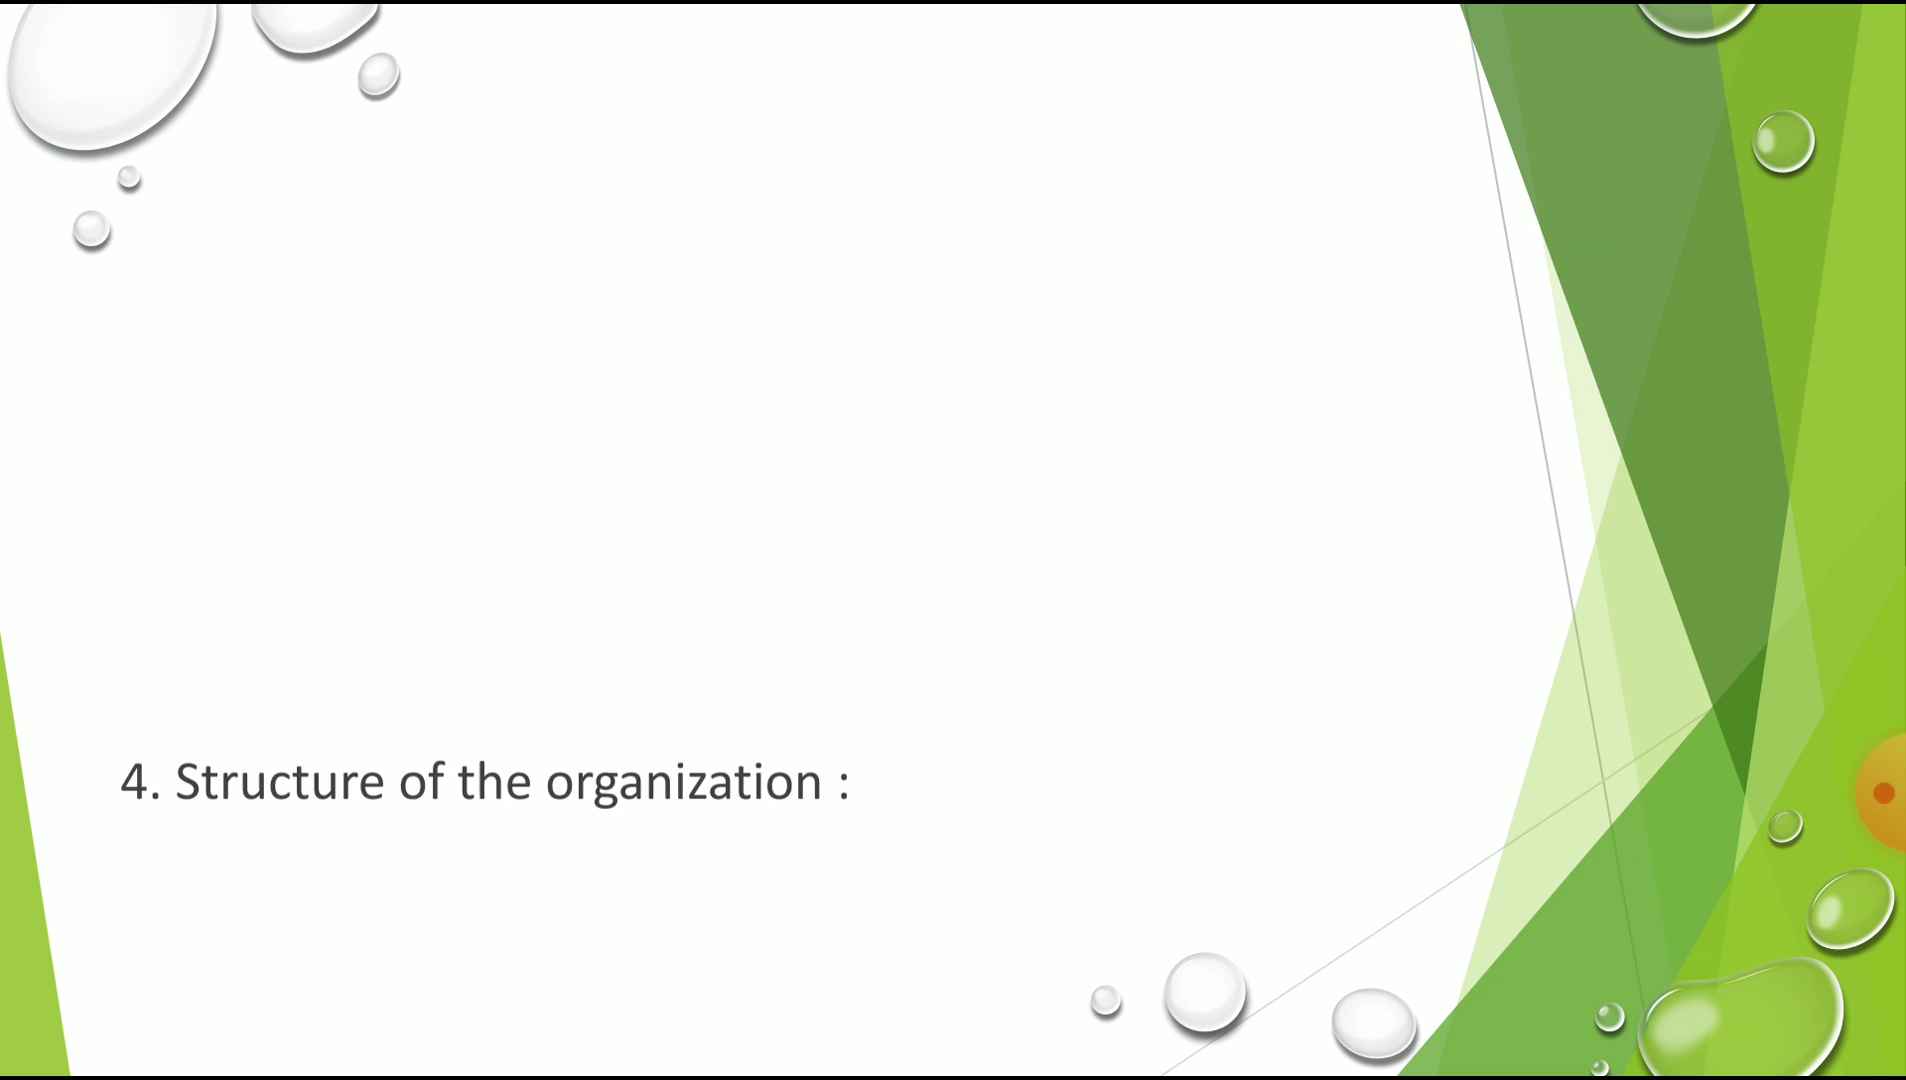 4. Structure of the organization :